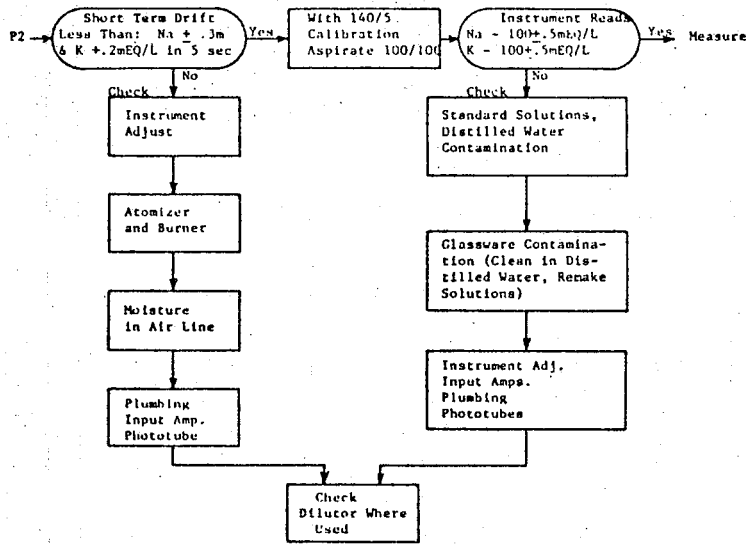 Short Term Drift
Less Than: Na ± .3m
& K ±.2mEQ/L in 5 sec
P2
Yes
With 140/5
Calibration
Aspirate 100/100
Instrument Reads
Na - 100±.5mEQ/L
K - 100±.5mEQ/L
Yes
Measure
No
Check
Instrument
Adjust
Atomizer
and Burner
Moisture
in Air Line
Plumbing
Input Amp.
Phototube
No
Check
Standard Solutions,
Distilled Water
Contamination
Glassware Contamina-
tion (Clean in Dis-
tilled Water, Remake
Solutions)
Instrument Adj.
Input Amps.
Plumbing
Phototubes
Check
Dilutor Where
Used